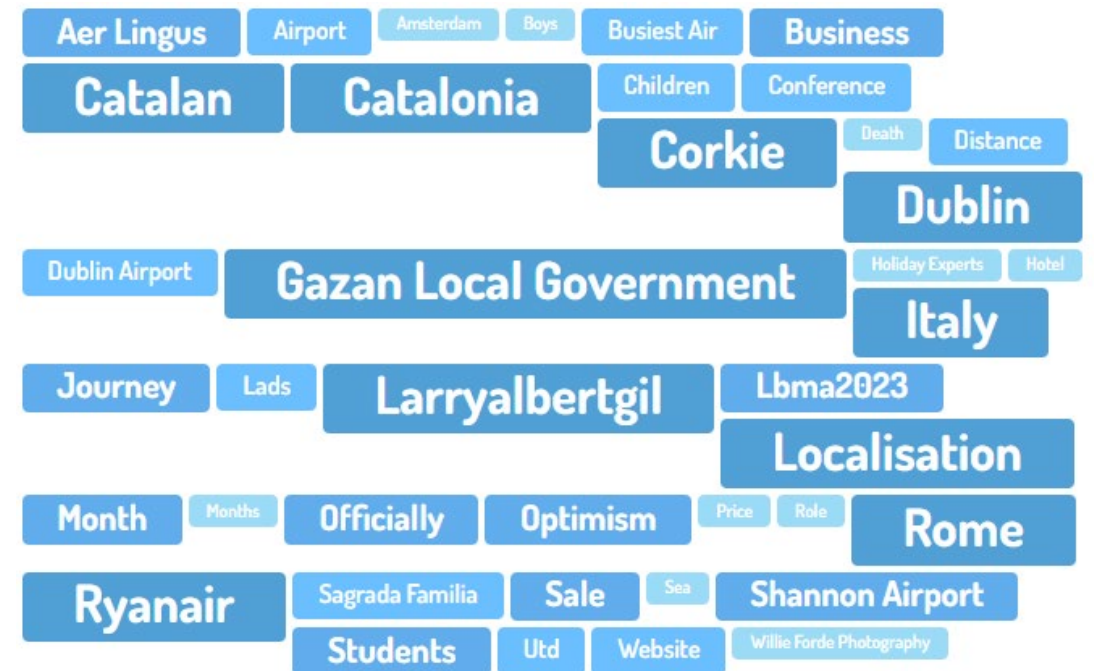 Aer Lingus Airport Amsterdam Boys Busiest Air Business
Catalan Catalonia Children Conference
Corkie Death Distance
Dublin
Dublin Airport Gazan Local Government Holiday Experts Hotel
Italy
Journey Lads Larryalbertgil Lbma2023
Localisation
Month Months Officially Optimism Price Role Rome
Ryanair Sagrada Familia Sale Sea Shannon Airport
Students Utd Website Willie Forde Photography